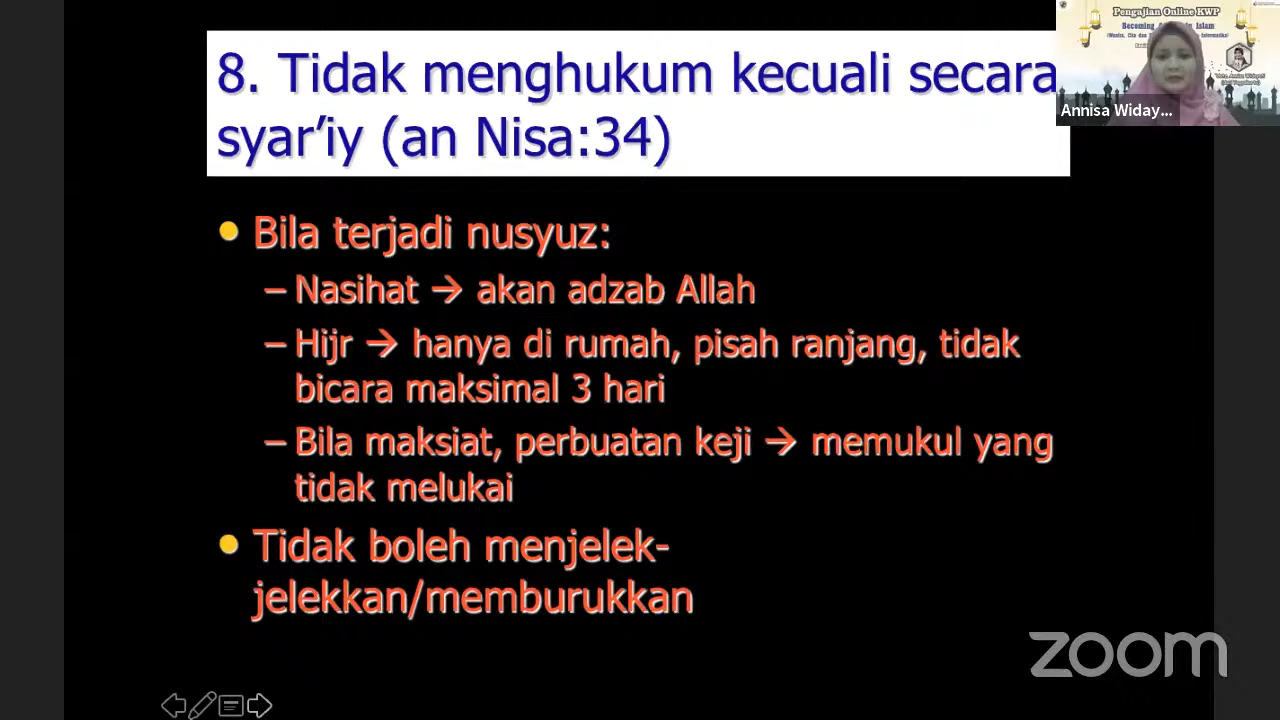 8. Tidak menghukum kecuali secara
syar’iy (an Nisa:34)
Pengajian Online KWP
Annisa Widay...
• Bila terjadi nusyuz:
– Nasihat → akan adzab Allah
– Hijr → hanya di rumah, pisah ranjang, tidak
bicara maksimal 3 hari
– Bila maksiat, perbuatan keji → memukul yang
tidak melukai
• Tidak boleh menjelek-
jelekkan/memburukkan
zoom